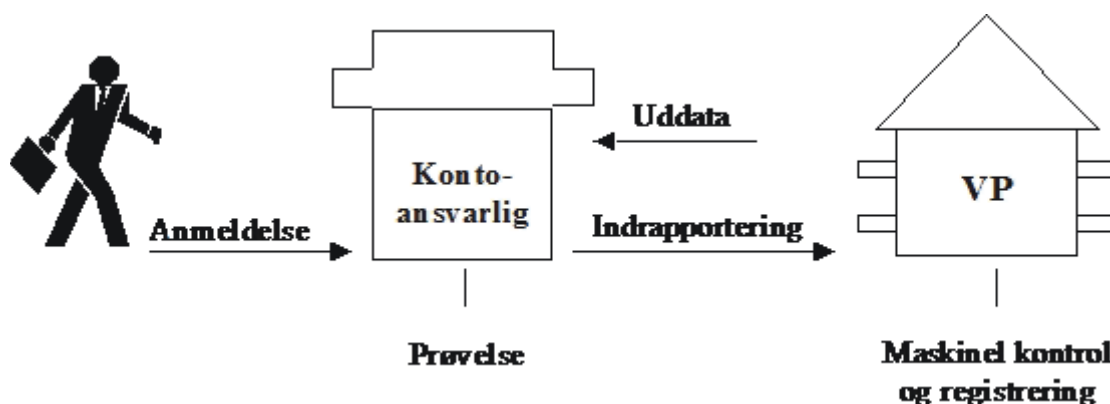 Uddata
Konto-
ansvarlig
VP
Anmeldelse
Indrapportering
Prøvelse
Maskinel kontrol
og registrering